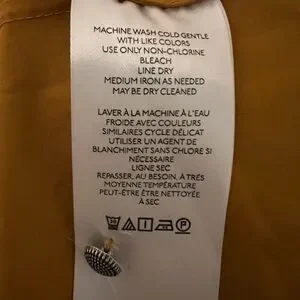 MACHINE WASH COLD GENTLE
WITH LIKE COLORS
USE ONLY NON-CHLORINE
BLEACH
LINE DRY
MEDIUM IRON AS NEEDED
MAY BE DRY CLEANED
LAVER À LA MACHINE À L'EAU
FROIDE AVEC COULEURS
SIMILAIRES CYCLE DÉLICAT
UTILISER UN AGENT DE
BLANCHIMENT SANS CHLORE SI
NÉCESSAIRE
LIGNE SEC
REPASSER, AU BESOIN, À TRÈS
MOYENNE TEMPÉRATURE
PEUT-ÊTRE ÊTRE NETTOYÉE
À SEC
30 P